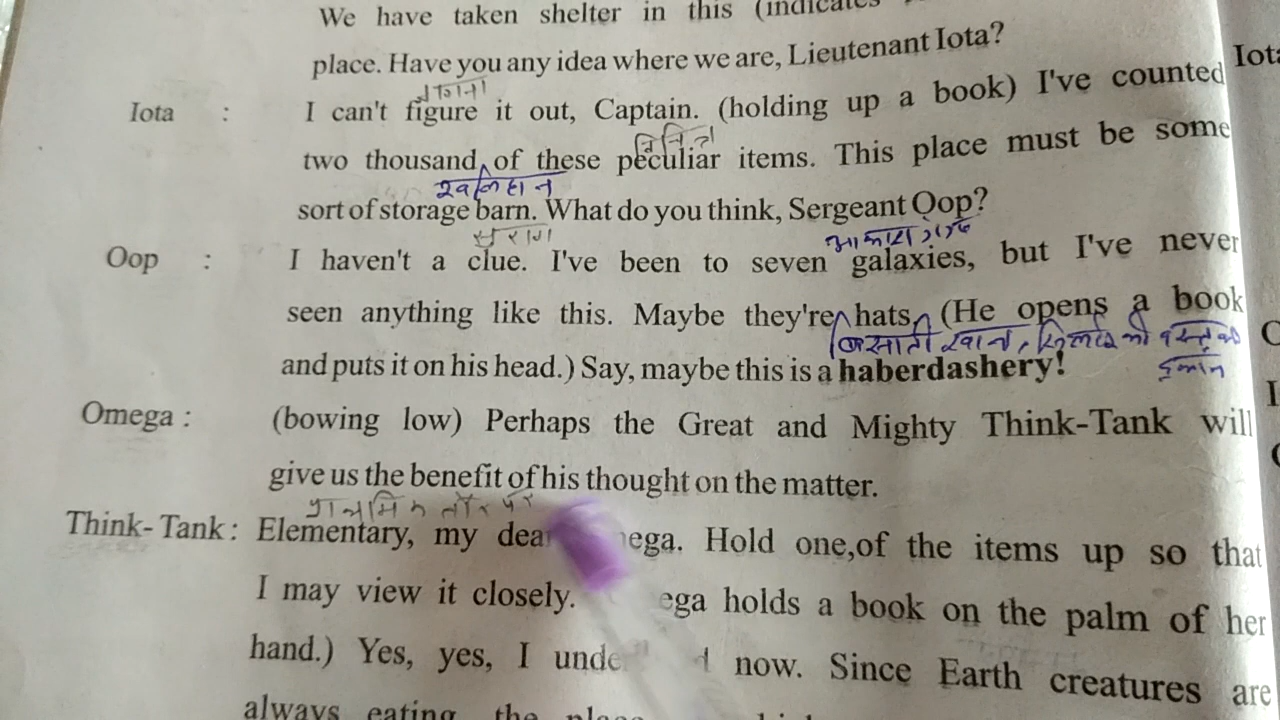 We have taken shelter in this (indicates
place. Have you any idea where we are, Lieutenant Iota?
Iota : I can't figure it out, Captain. (holding up a book) I've counted
two thousand of these peculiar items. This place must be some
खलिहान
sort of storage barn. What do you think, Sergeant Oop?
सुराग
Oop : I haven't a clue. I've been to seven galaxies, but I've never
seen anything like this. Maybe they're hats. (He opens a book
and puts it on his head.) Say, maybe this is a haberdashery!
Omega : (bowing low) Perhaps the Great and Mighty Think-Tank will
give us the benefit of his thought on the matter.
Think-Tank : Elementary, my dear ega. Hold one,of the items up so that
I may view it closely. ega holds a book on the palm of her
hand.) Yes, yes, I now. Since Earth creatures are
always eating, the